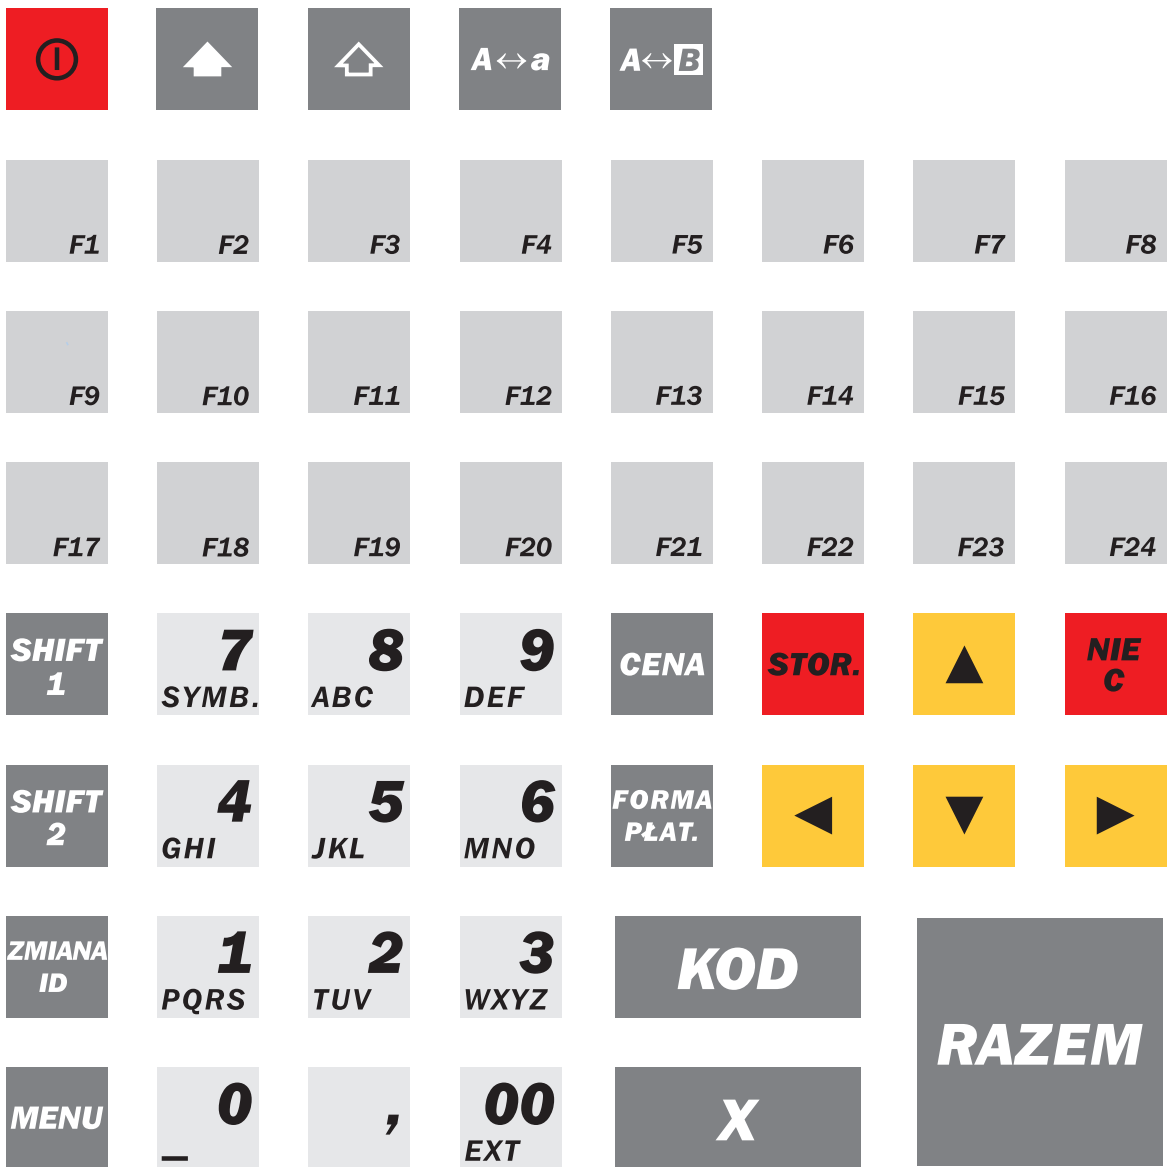 A↔a
A↔B
F1 F2 F3 F4 F5 F6 F7 F8
F9 F10 F11 F12 F13 F14 F15 F16
F17 F18 F19 F20 F21 F22 F23 F24
SHIFT
1
7
SYMB.
8
ABC
9
DEF
CENA
STOR.
NIE
C
SHIFT
2
4
GHI
5
JKL
6
MNO
FORMA
PŁAT.
ZMIANA
ID
1
PQRS
2
TUV
3
WXYZ
KOD
RAZEM
MENU
0
_
,
00
EXT
X